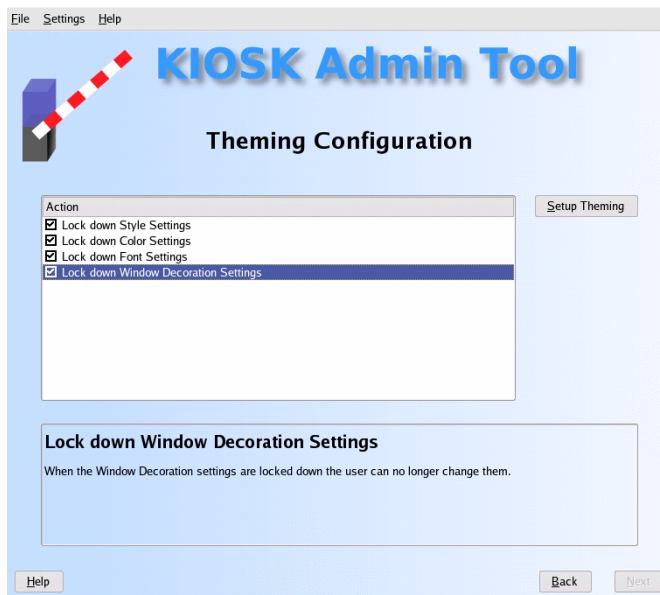 File Settings Help
KIOSK Admin Tool
Theming Configuration
Action
Setup Theming
Lock down Style Settings
Lock down Color Settings
Lock down Font Settings
Lock down Window Decoration Settings
Lock down Window Decoration Settings
When the Window Decoration settings are locked down the user can no longer change them.
Help Back Next